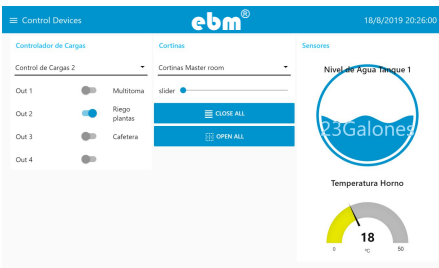 ≡ Control Devices
ebm®
18/8/2019 20:26:00
Controlador de Cargas
Control de Cargas 2
Out 1 Multitoma
Out 2 Riego
plantas
Out 3 Cafetera
Out 4
Cortinas
Cortinas Master room
slider
CLOSE ALL
OPEN ALL
Sensores
Nivel de Agua Tanque 1
23Galones
Temperatura Horno
18
0 °C 50